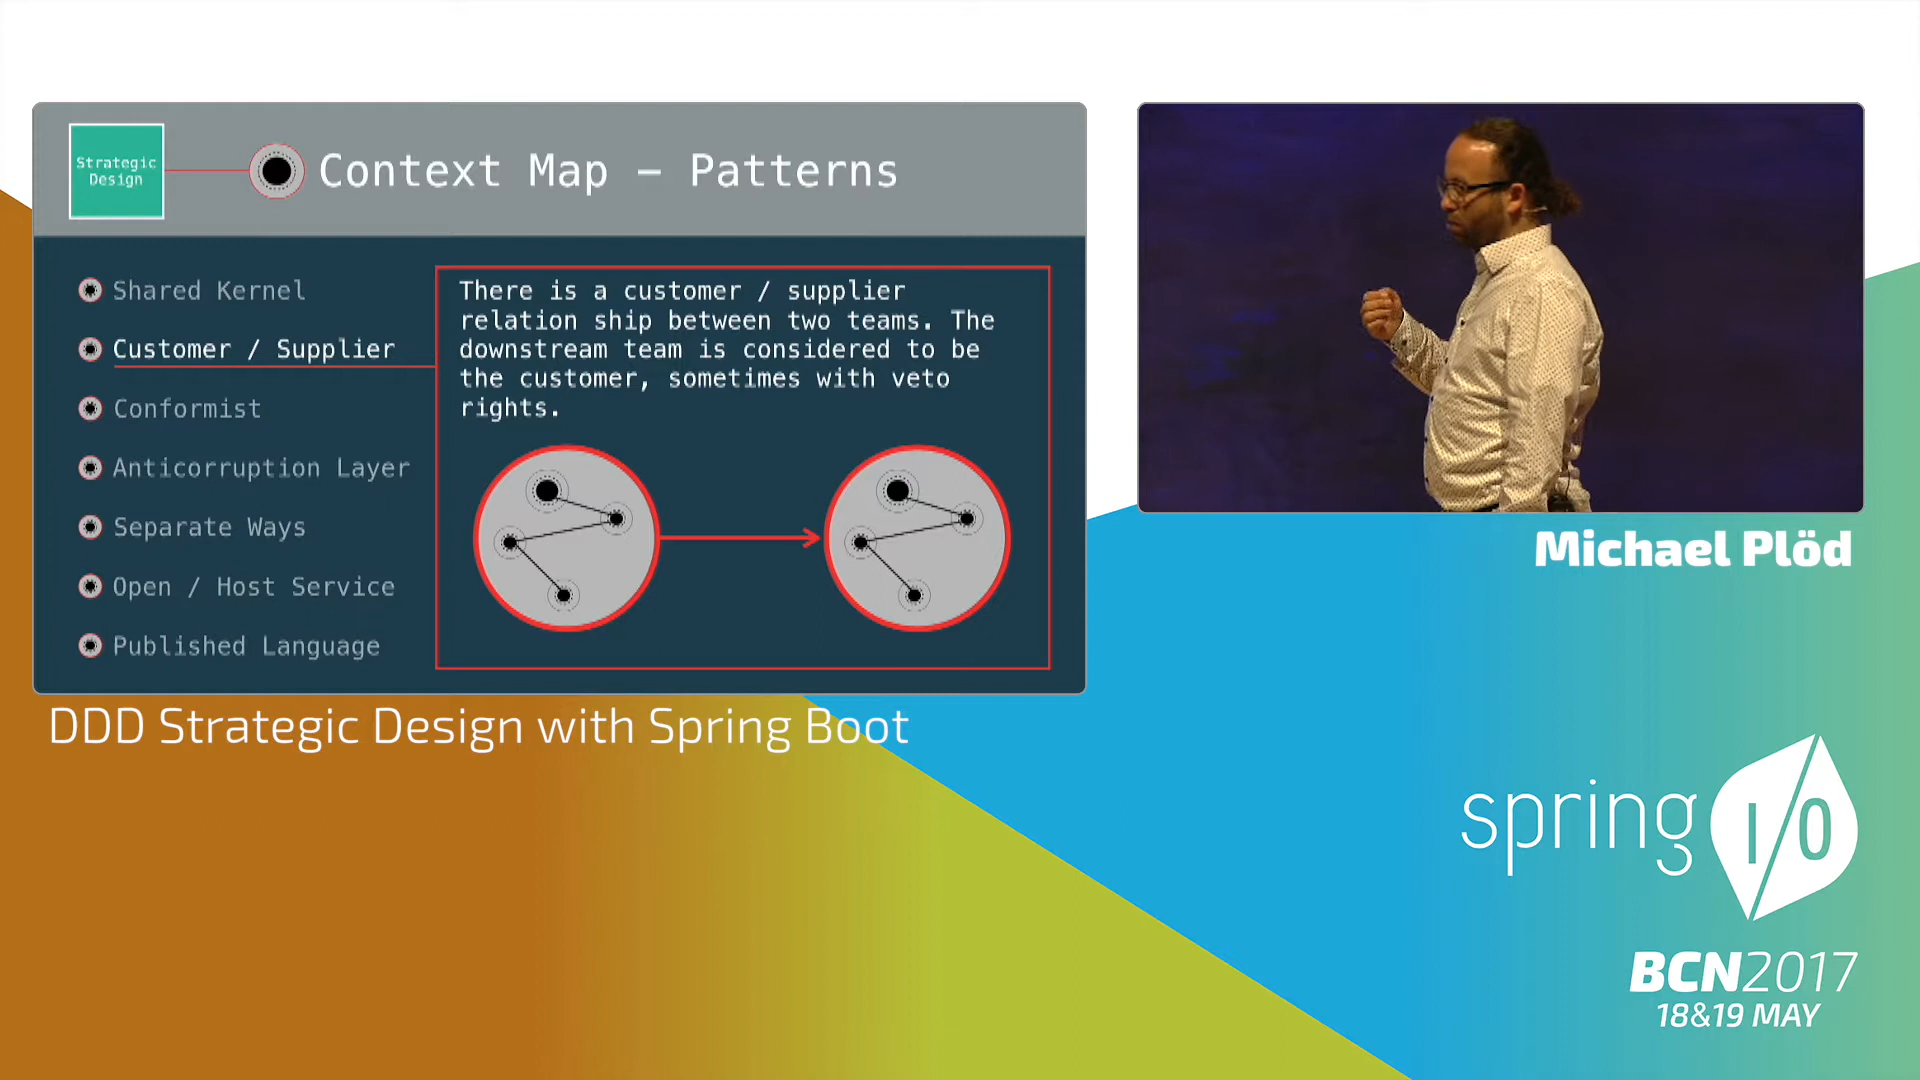 Strategic
Design
Context Map – Patterns
Shared Kernel
Customer / Supplier
Conformist
Anticorruption Layer
Separate Ways
Open / Host Service
Published Language
There is a customer / supplier
relation ship between two teams. The
downstream team is considered to be
the customer, sometimes with veto
rights.
Michael Plöd
DDD Strategic Design with Spring Boot
spring I/O
BCN2017
18&19 MAY